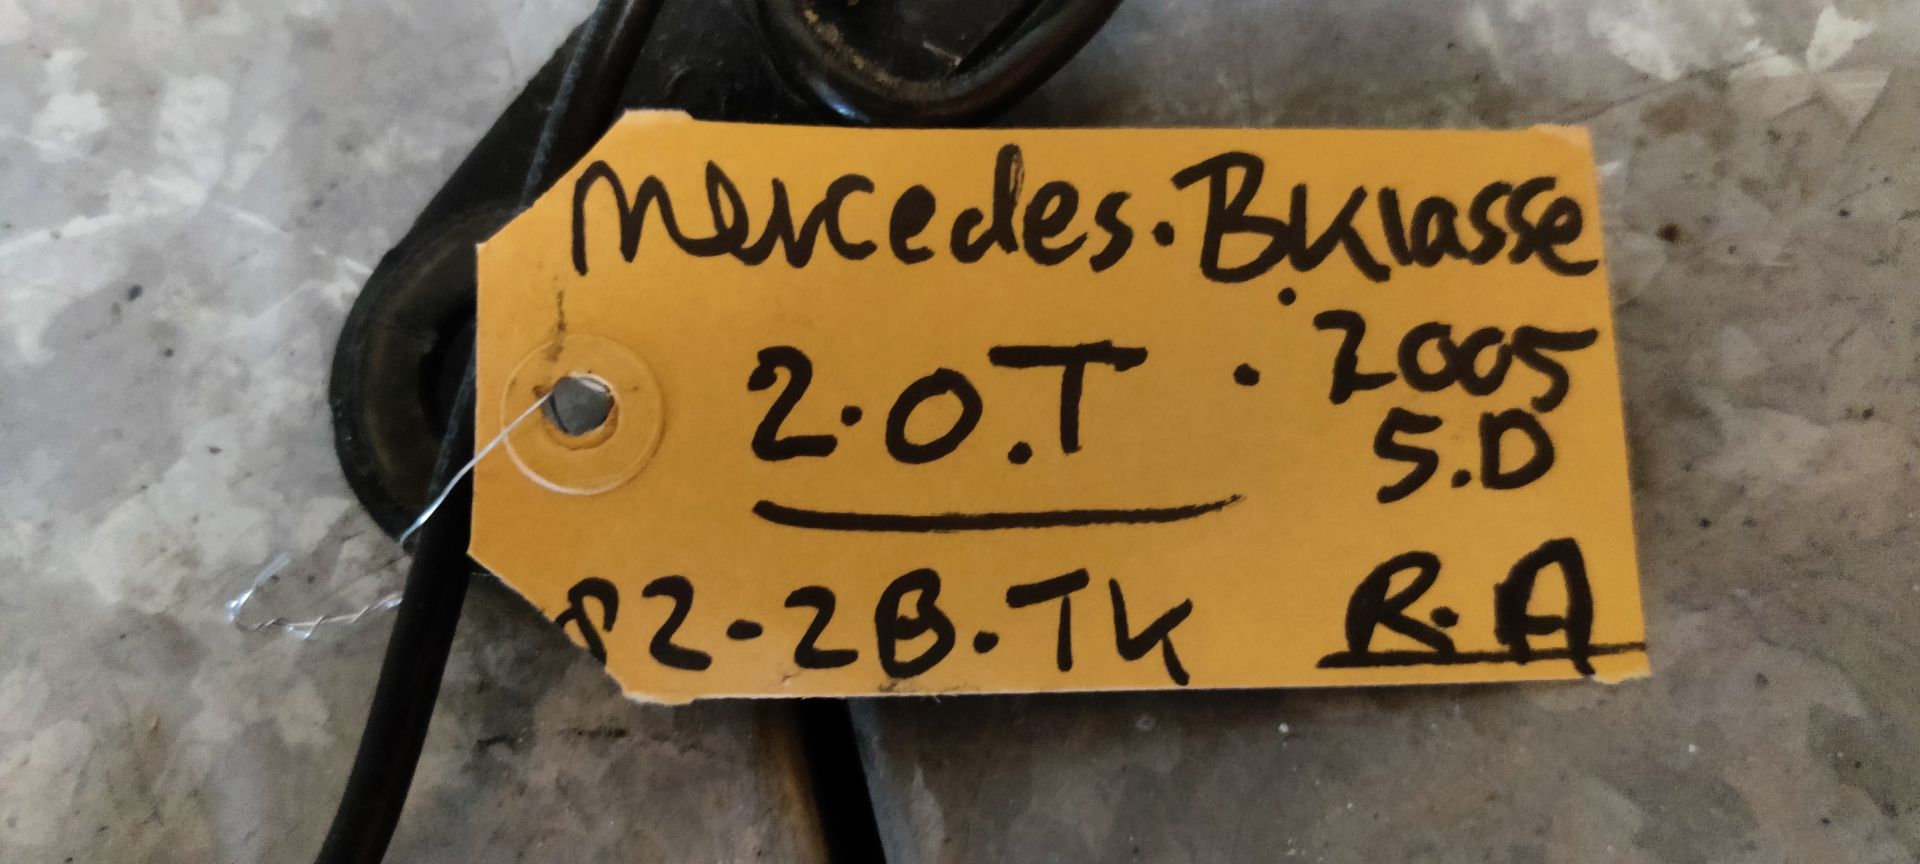 Mercedes. BKlasse
2.0.T . 2005
5.D
82-2B.TK R.A